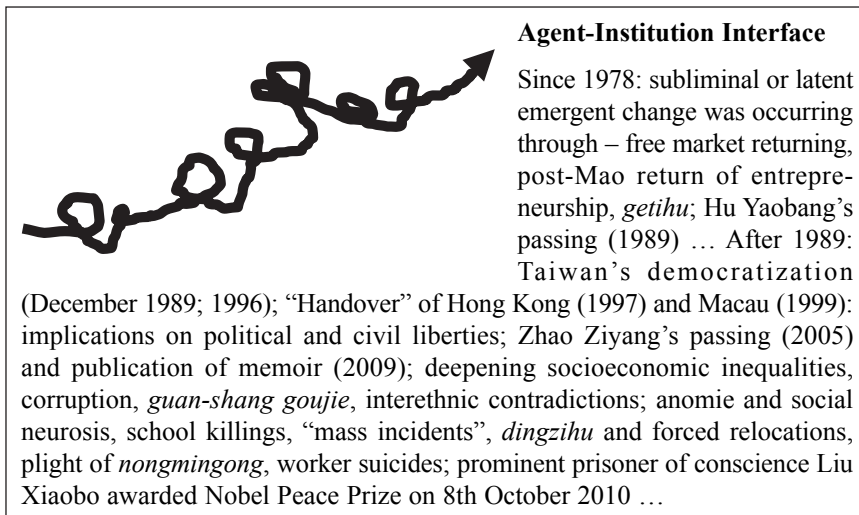 Agent-Institution Interface
Since 1978: subliminal or latent
emergent change was occurring
through – free market returning,
post-Mao return of entrepre-
neurship, getihu; Hu Yaobang’s
passing (1989) … After 1989:
Taiwan’s democratization
(December 1989; 1996); “Handover” of Hong Kong (1997) and Macau (1999):
implications on political and civil liberties; Zhao Ziyang’s passing (2005)
and publication of memoir (2009); deepening socioeconomic inequalities,
corruption, guan-shang goujie, interethnic contradictions; anomie and social
neurosis, school killings, “mass incidents”, dingzihu and forced relocations,
plight of nongmingong, worker suicides; prominent prisoner of conscience Liu
Xiaobo awarded Nobel Peace Prize on 8th October 2010 …